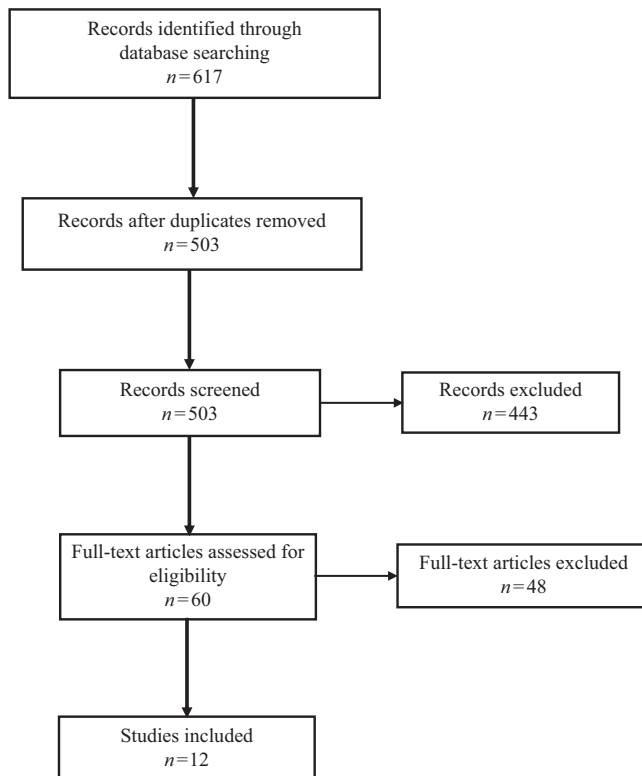 Records identified through
database searching
n=617
Records after duplicates removed
n=503
Records screened
n=503
Records excluded
n=443
Full-text articles assessed for
eligibility
n=60
Full-text articles excluded
n=48
Studies included
n=12